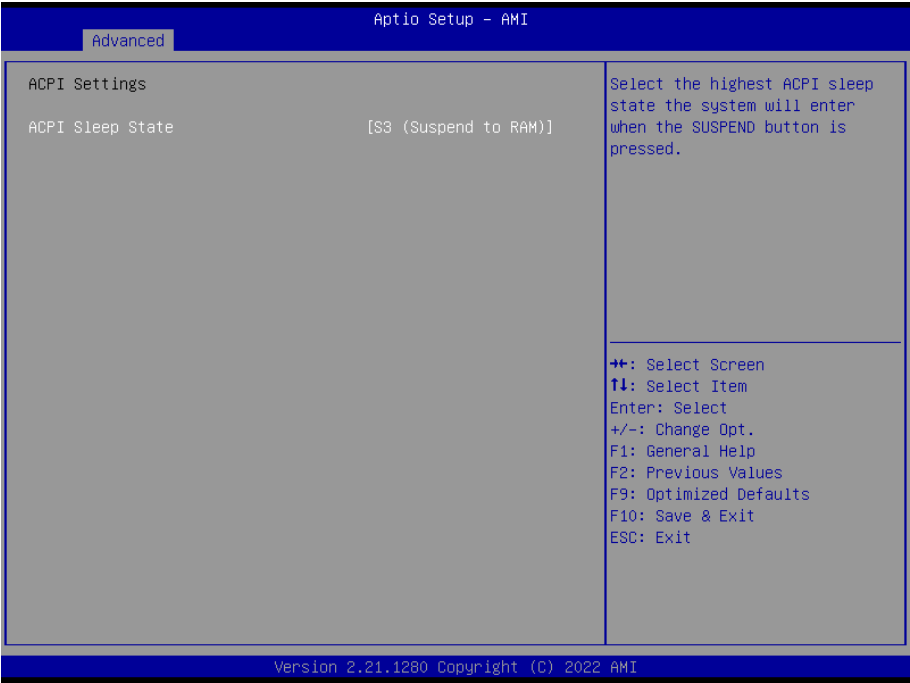 Aptio Setup - AMI
Advanced
ACPI Settings
ACPI Sleep State [S3 (Suspend to RAM)]
Select the highest ACPI sleep
state the system will enter
when the SUSPEND button is
pressed.
→←: Select Screen
↑↓: Select Item
Enter: Select
+/-: Change Opt.
F1: General Help
F2: Previous Values
F9: Optimized Defaults
F10: Save & Exit
ESC: Exit
Version 2.21.1280 Copyright (C) 2022 AMI